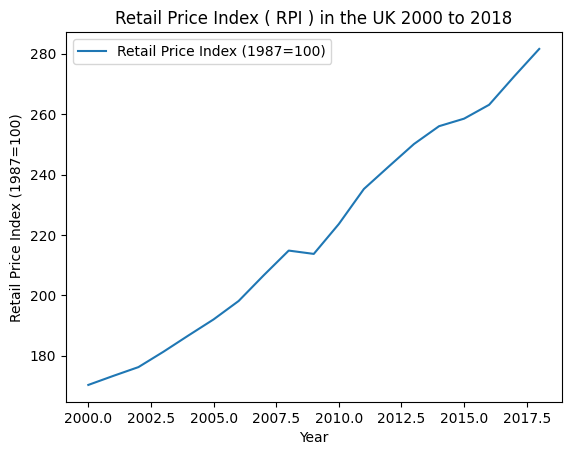 Retail Price Index ( RPI ) in the UK 2000 to 2018
Retail Price Index (1987=100)
Retail Price Index (1987=100)
280
260
240
220
200
180
2000.0 2002.5 2005.0 2007.5 2010.0 2012.5 2015.0 2017.5
Year